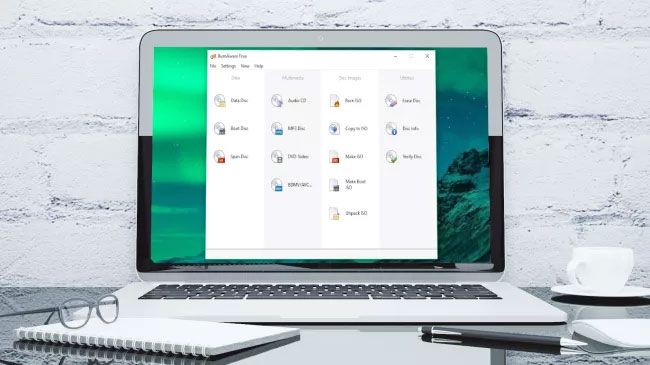 BurnAware Free
File Settings View Help
Data
Multimedia
Disc Images
Utilities
Data Disc
Audio CD
Burn ISO
Erase Disc
Boot Disc
MP3 Disc
Copy to ISO
Disc Info
Span Disc
DVD-Video
Make ISO
Verify Disc
BDMV/AVC...
Make Boot
ISO
Unpack ISO